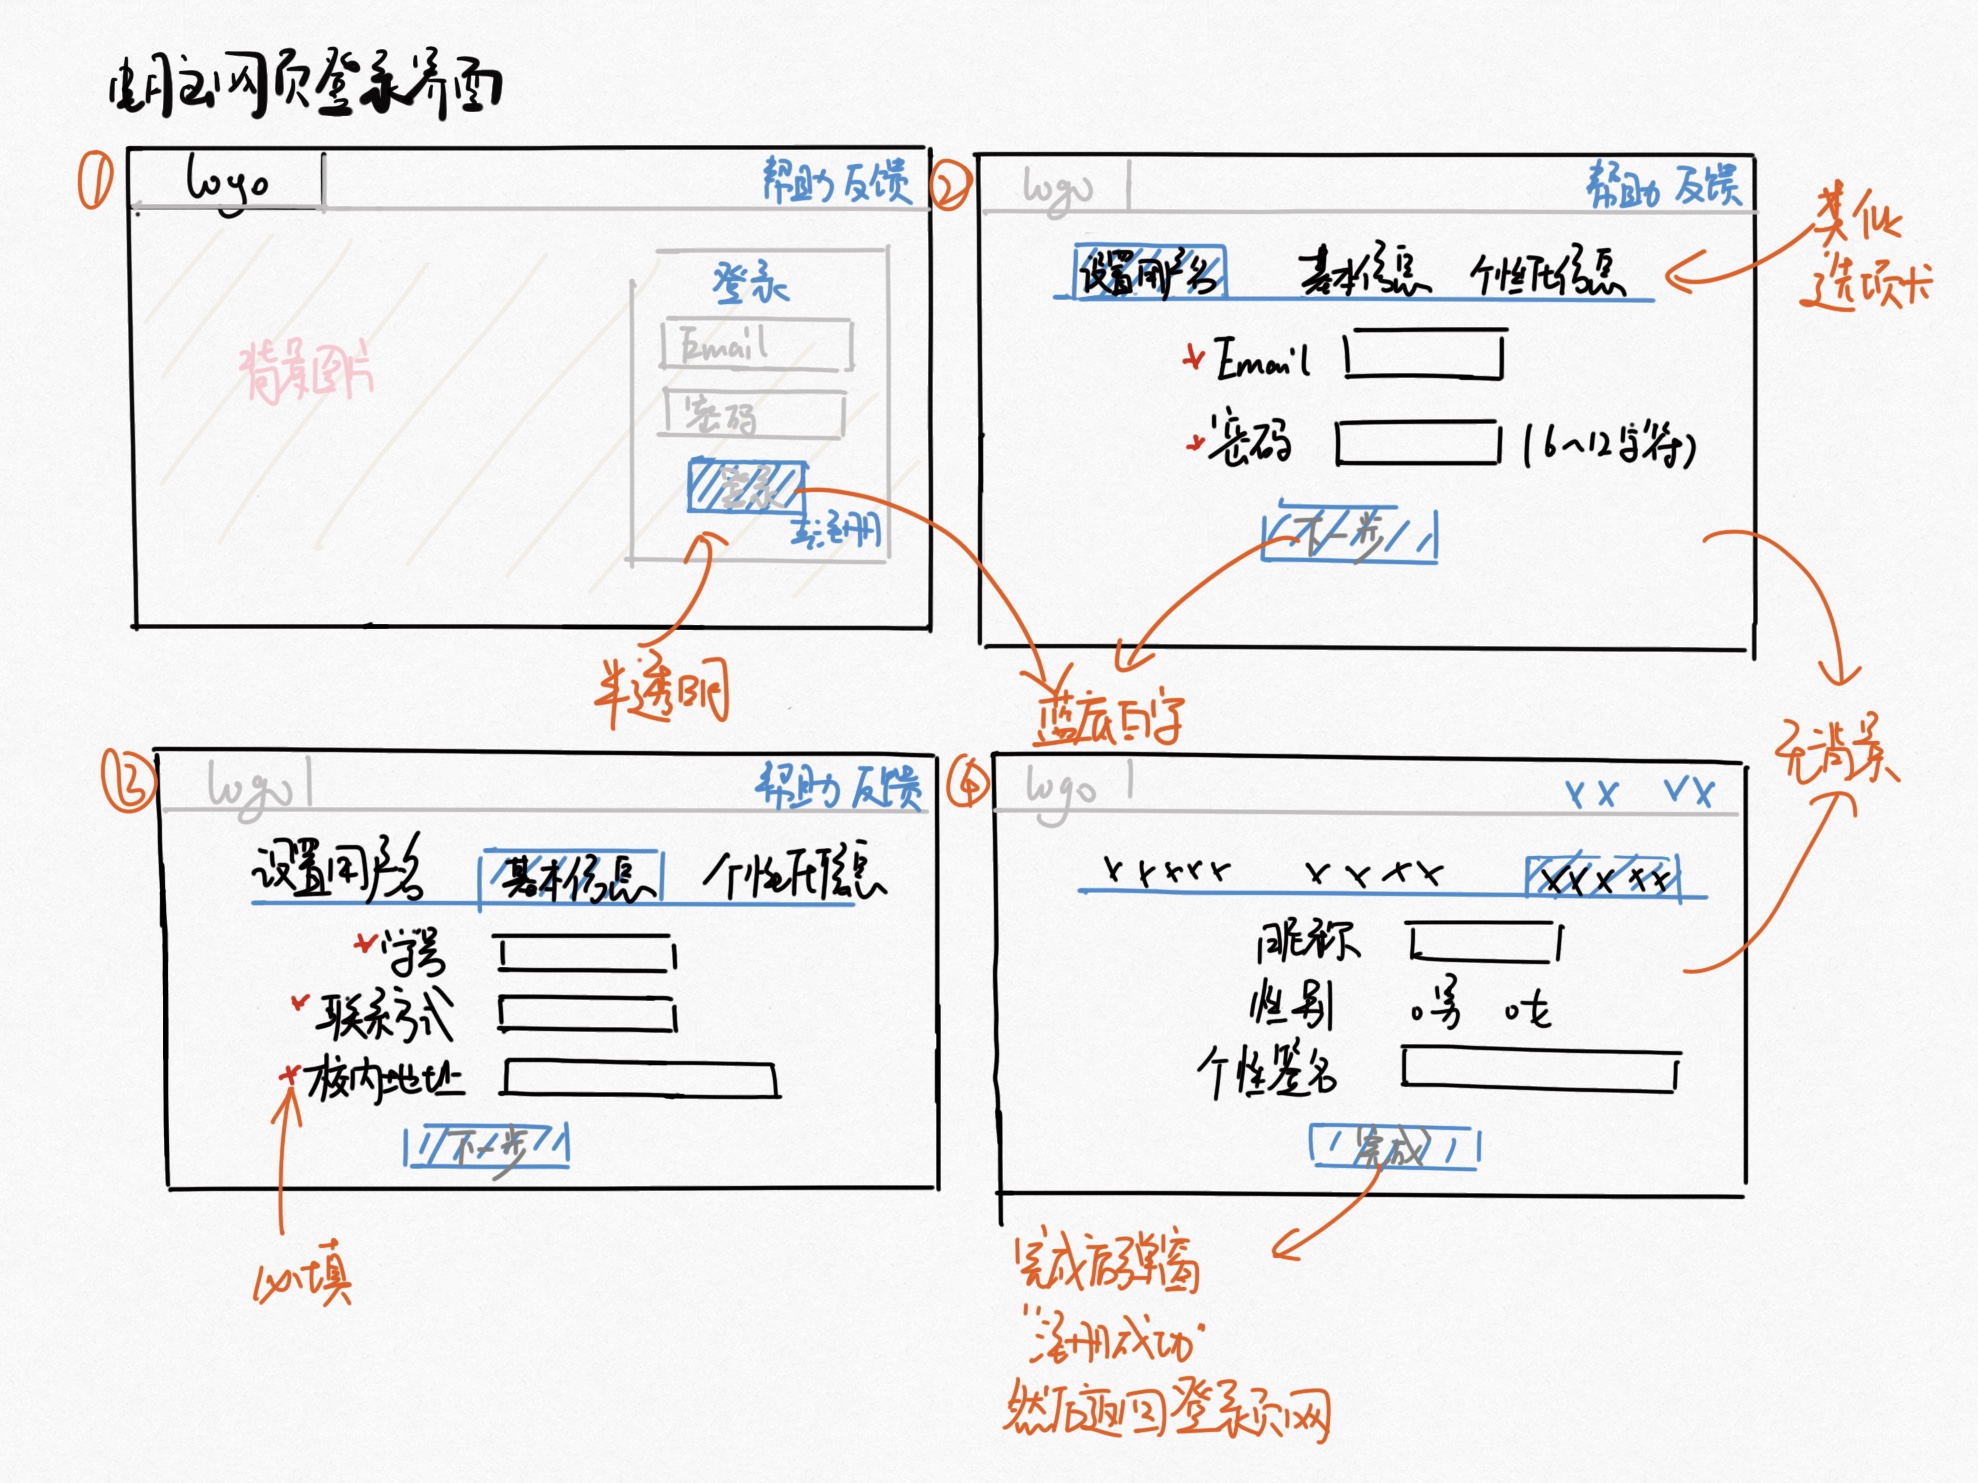 电脑网页登录界面
①
logo
帮助 反馈
背景图片
登录
Email
密码
登录
去注册
半透明
②
logo
帮助 反馈
设置用户名 基本信息 个性化信息
类似
选项卡
* Email
* 密码 (6~12字符)
下一步
蓝底白字
无背景
③
logo
帮助 反馈
设置用户名 基本信息 个性化信息
* 学号
* 联系方式
* 校内地址
下一步
必填
④
logo
xx xx
xxxxx xxxx xxxxx
昵称
性别 o男 o女
个性签名
完成
完成后弹窗
"注册成功"
然后返回登录页网